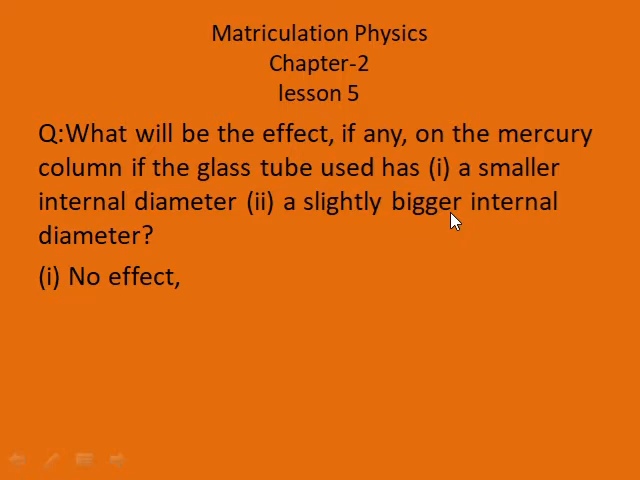 Matriculation Physics
Chapter-2
lesson 5
Q:What will be the effect, if any, on the mercury
column if the glass tube used has (i) a smaller
internal diameter (ii) a slightly bigger internal
diameter?
(i) No effect,